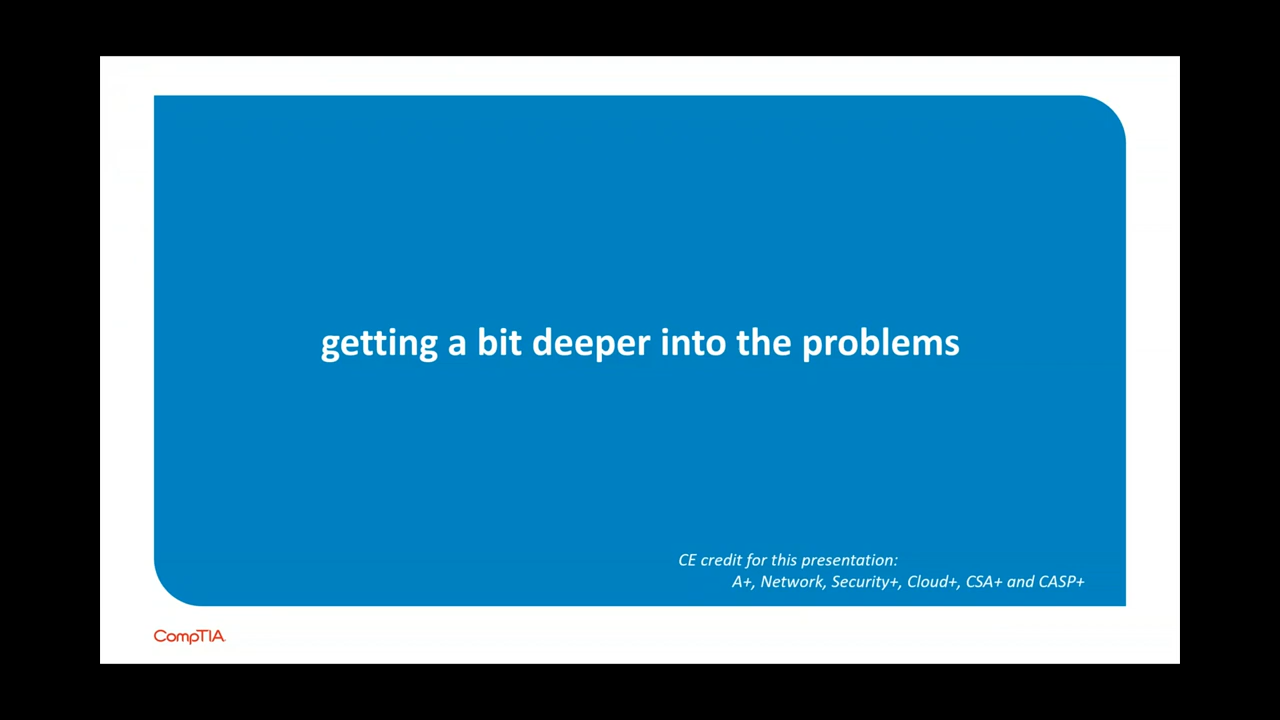 getting a bit deeper into the problems
CE credit for this presentation:
A+, Network, Security+, Cloud+, CSA+ and CASP+
CompTIA.